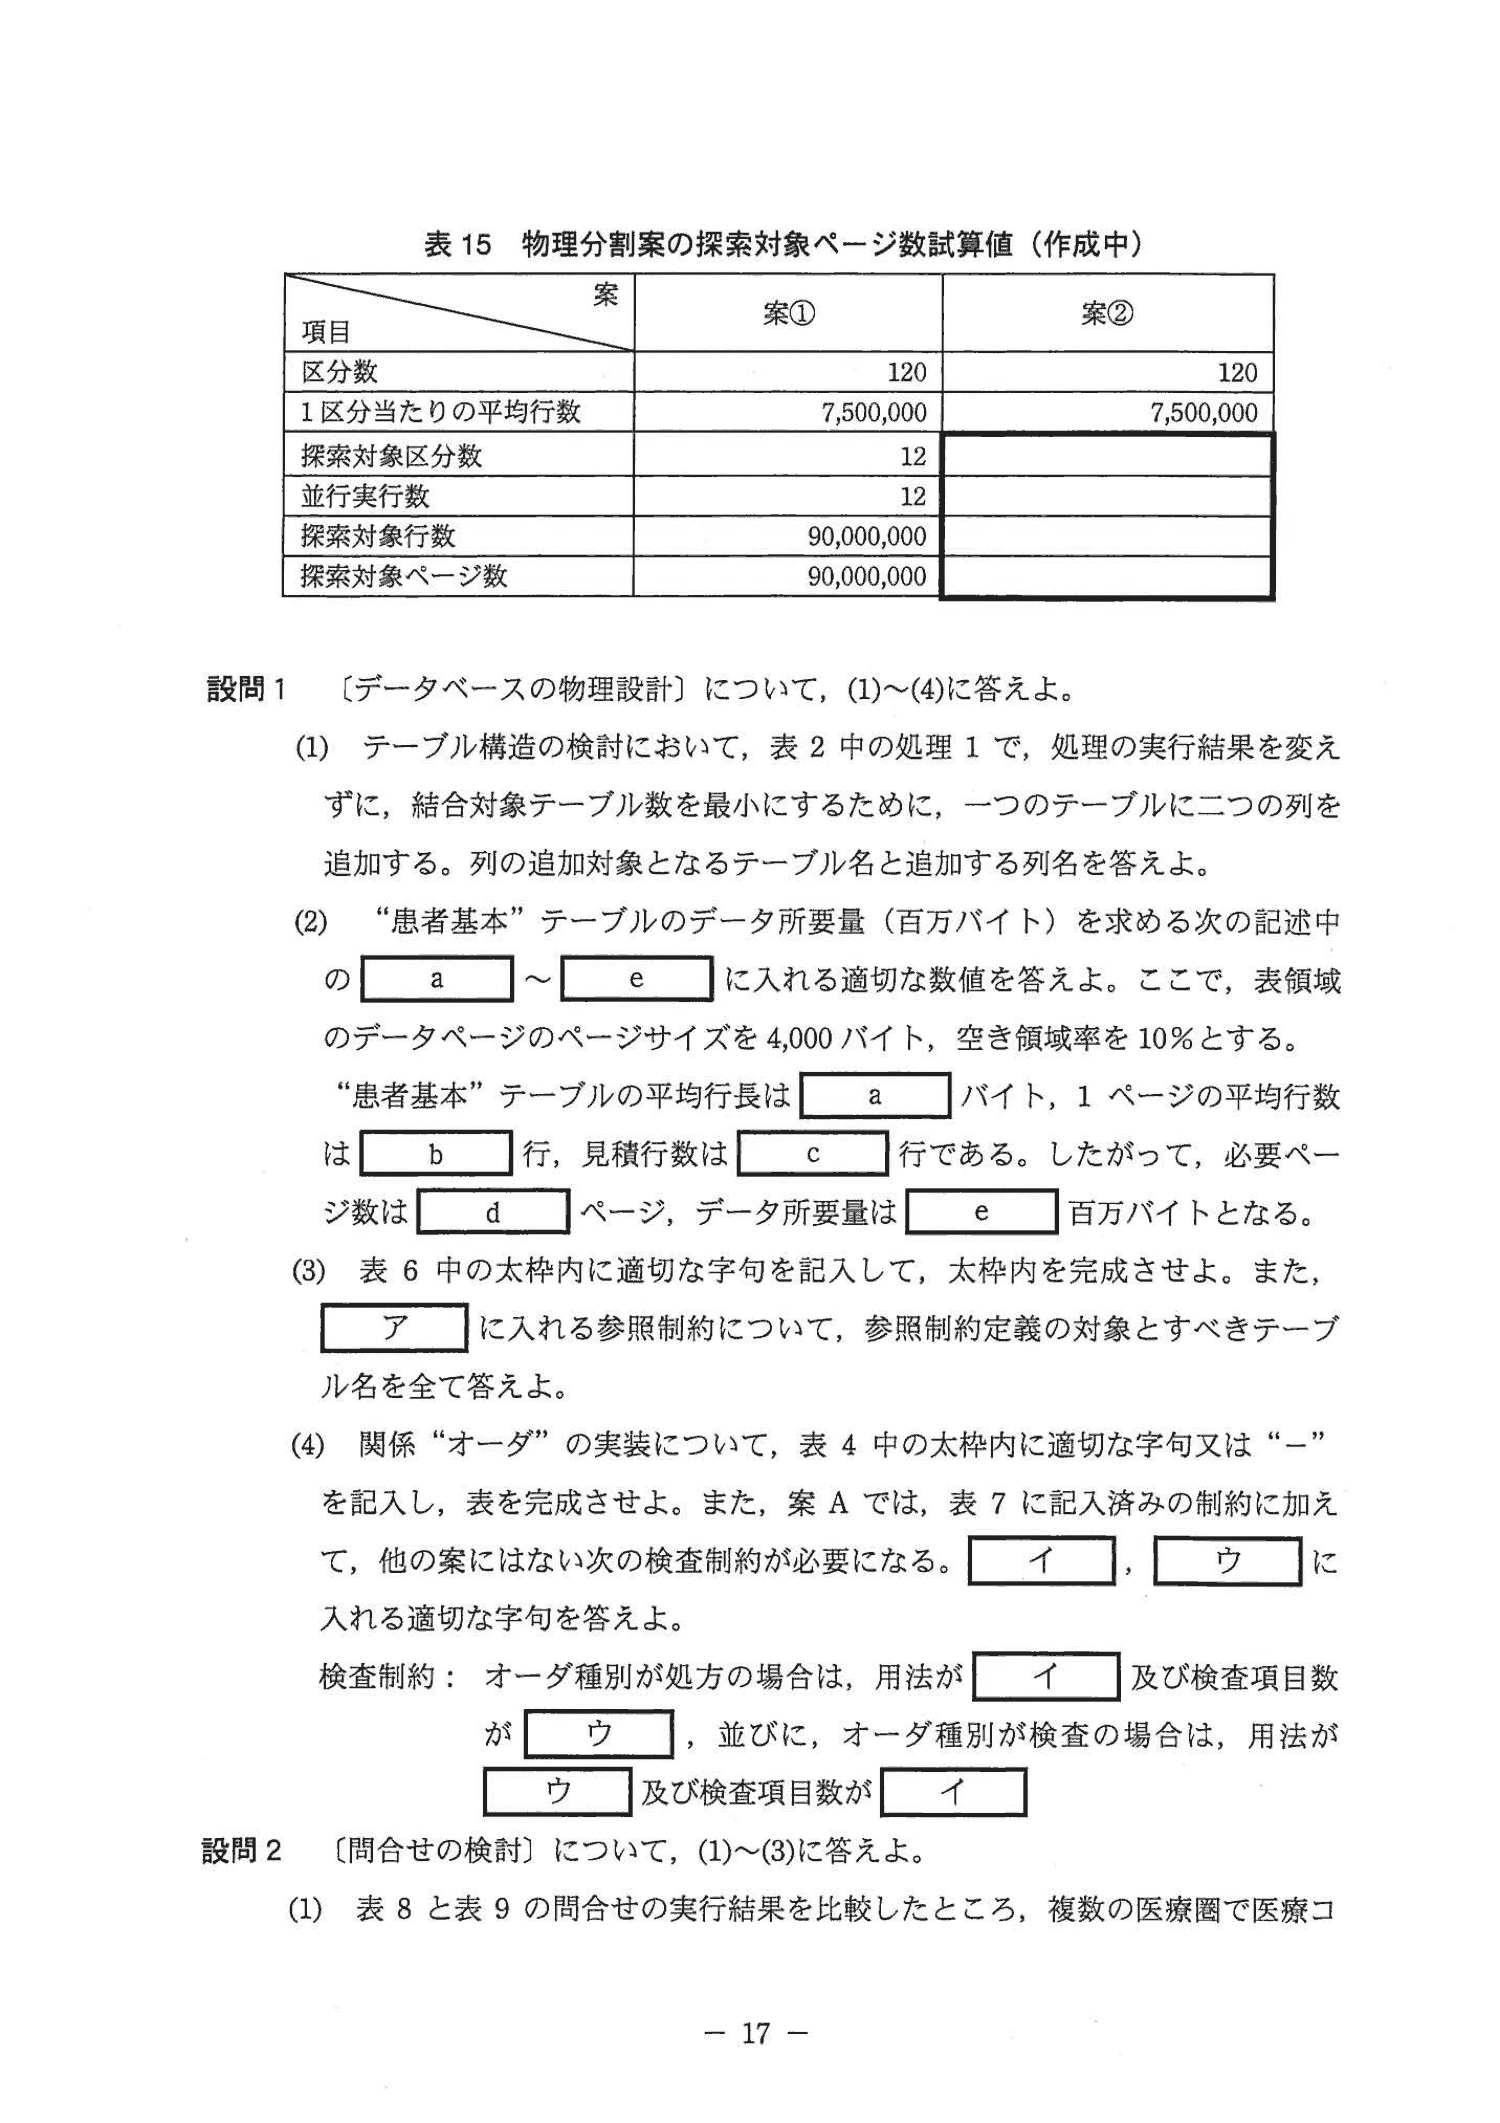 表 15　物理分割案の探索対象ページ数試算値（作成中）
案
項目
案①
案②
区分数 120 120
1 区分当たりの平均行数 7,500,000 7,500,000
探索対象区分数 12
並行実行数 12
探索対象行数 90,000,000
探索対象ページ数 90,000,000
設問 1　〔データベースの物理設計〕について，(1)～(4)に答えよ。
(1)　テーブル構造の検討において，表 2 中の処理 1 で，処理の実行結果を変え
ずに，結合対象テーブル数を最小にするために，一つのテーブルに二つの列を
追加する。列の追加対象となるテーブル名と追加する列名を答えよ。
(2)　“患者基本” テーブルのデータ所要量（百万バイト）を求める次の記述中
の a ～ e に入れる適切な数値を答えよ。ここで，表領域
のデータページのページサイズを 4,000 バイト，空き領域率を 10％とする。
“患者基本” テーブルの平均行長は a バイト，1 ページの平均行数
は b 行，見積行数は c 行である。したがって，必要ペー
ジ数は d ページ，データ所要量は e 百万バイトとなる。
(3)　表 6 中の太枠内に適切な字句を記入して，太枠内を完成させよ。また，
ア に入れる参照制約について，参照制約定義の対象とすべきテーブ
ル名を全て答えよ。
(4)　関係 “オーダ” の実装について，表 4 中の太枠内に適切な字句又は “－”
を記入し，表を完成させよ。また，案 A では，表 7 に記入済みの制約に加え
て，他の案にはない次の検査制約が必要になる。 イ ， ウ に
入れる適切な字句を答えよ。
検査制約： オーダ種別が処方の場合は，用法が イ 及び検査項目数
が ウ ，並びに，オーダ種別が検査の場合は，用法が
ウ 及び検査項目数が イ
設問 2　〔問合せの検討〕について，(1)～(3)に答えよ。
(1)　表 8 と表 9 の問合せの実行結果を比較したところ，複数の医療圏で医療コ
－ 17 －